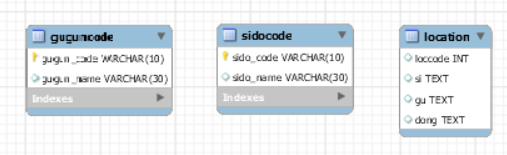 guguncode
gugun_code VARCHAR(10)
gugun_name VARCHAR(30)
Indexes
sidocode
sido_code VARCHAR(10)
sido_name VARCHAR(30)
Indexes
location
loccode INT
si TEXT
gu TEXT
dong TEXT